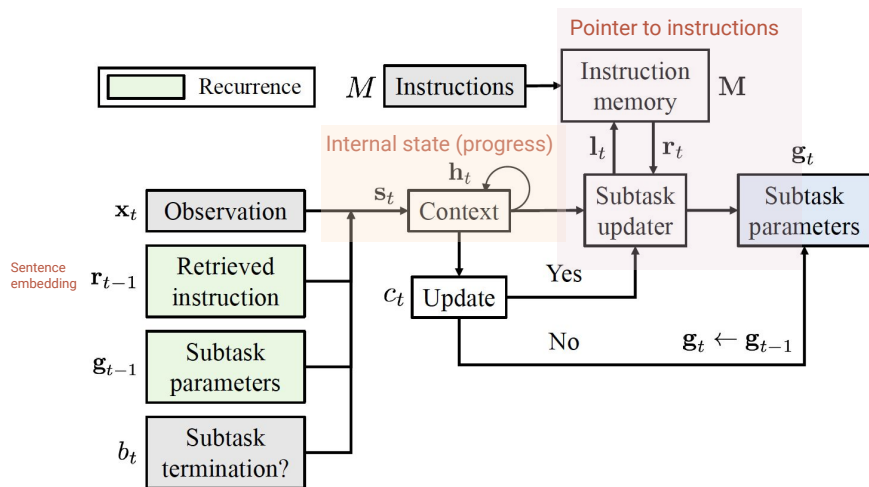 Pointer to instructions
Recurrence
M Instructions
Instruction
memory
M
Internal state (progress)
l_t
r_t
h_t
g_t
s_t
x_t Observation
Context
Subtask
updater
Subtask
parameters
Sentence
embedding
r_{t−1}
Retrieved
instruction
c_t Update
Yes
No
g_t ← g_{t−1}
g_{t−1}
Subtask
parameters
b_t
Subtask
termination?